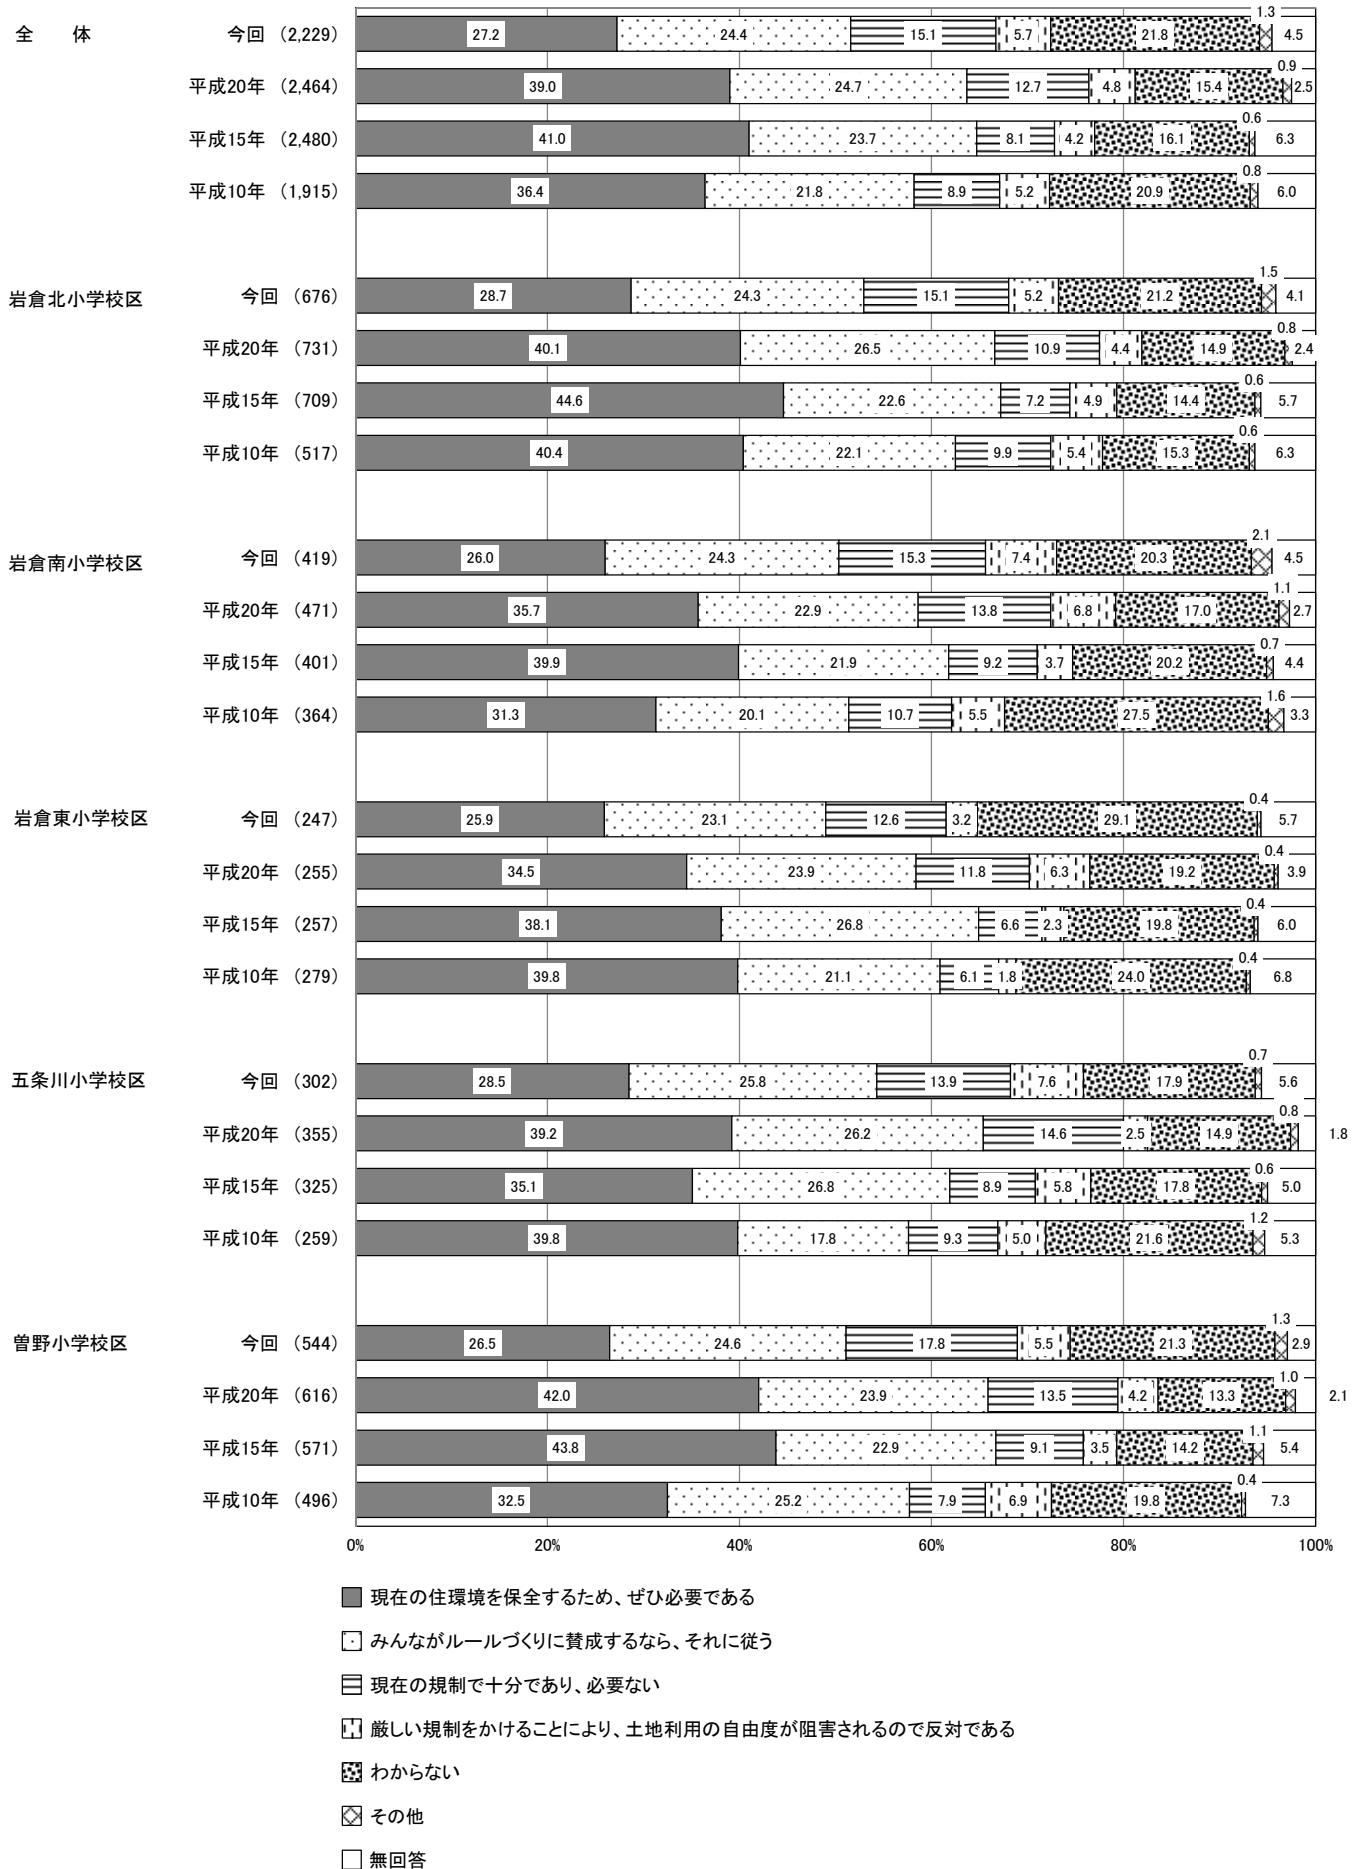 全　体　今回 (2,229)　27.2　24.4　15.1　5.7　21.8　1.3　4.5
平成20年 (2,464)　39.0　24.7　12.7　4.8　15.4　0.9　2.5
平成15年 (2,480)　41.0　23.7　8.1　4.2　16.1　0.6　6.3
平成10年 (1,915)　36.4　21.8　8.9　5.2　20.9　0.8　6.0
岩倉北小学校区　今回 (676)　28.7　24.3　15.1　5.2　21.2　1.5　4.1
平成20年 (731)　40.1　26.5　10.9　4.4　14.9　0.8　2.4
平成15年 (709)　44.6　22.6　7.2　4.9　14.4　0.6　5.7
平成10年 (517)　40.4　22.1　9.9　5.4　15.3　0.6　6.3
岩倉南小学校区　今回 (419)　26.0　24.3　15.3　7.4　20.3　2.1　4.5
平成20年 (471)　35.7　22.9　13.8　6.8　17.0　1.1　2.7
平成15年 (401)　39.9　21.9　9.2　3.7　20.2　0.7　4.4
平成10年 (364)　31.3　20.1　10.7　5.5　27.5　1.6　3.3
岩倉東小学校区　今回 (247)　25.9　23.1　12.6　3.2　29.1　0.4　5.7
平成20年 (255)　34.5　23.9　11.8　6.3　19.2　0.4　3.9
平成15年 (257)　38.1　26.8　6.6　2.3　19.8　0.4　6.0
平成10年 (279)　39.8　21.1　6.1　1.8　24.0　0.4　6.8
五条川小学校区　今回 (302)　28.5　25.8　13.9　7.6　17.9　0.7　5.6
平成20年 (355)　39.2　26.2　14.6　2.5　14.9　0.8　1.8
平成15年 (325)　35.1　26.8　8.9　5.8　17.8　0.6　5.0
平成10年 (259)　39.8　17.8　9.3　5.0　21.6　1.2　5.3
曽野小学校区　今回 (544)　26.5　24.6　17.8　5.5　21.3　1.3　2.9
平成20年 (616)　42.0　23.9　13.5　4.2　13.3　1.0　2.1
平成15年 (571)　43.8　22.9　9.1　3.5　14.2　1.1　5.4
平成10年 (496)　32.5　25.2　7.9　6.9　19.8　0.4　7.3
0%　20%　40%　60%　80%　100%
現在の住環境を保全するため、ぜひ必要である
みんながルールづくりに賛成するなら、それに従う
現在の規制で十分であり、必要ない
厳しい規制をかけることにより、土地利用の自由度が阻害されるので反対である
わからない
その他
無回答